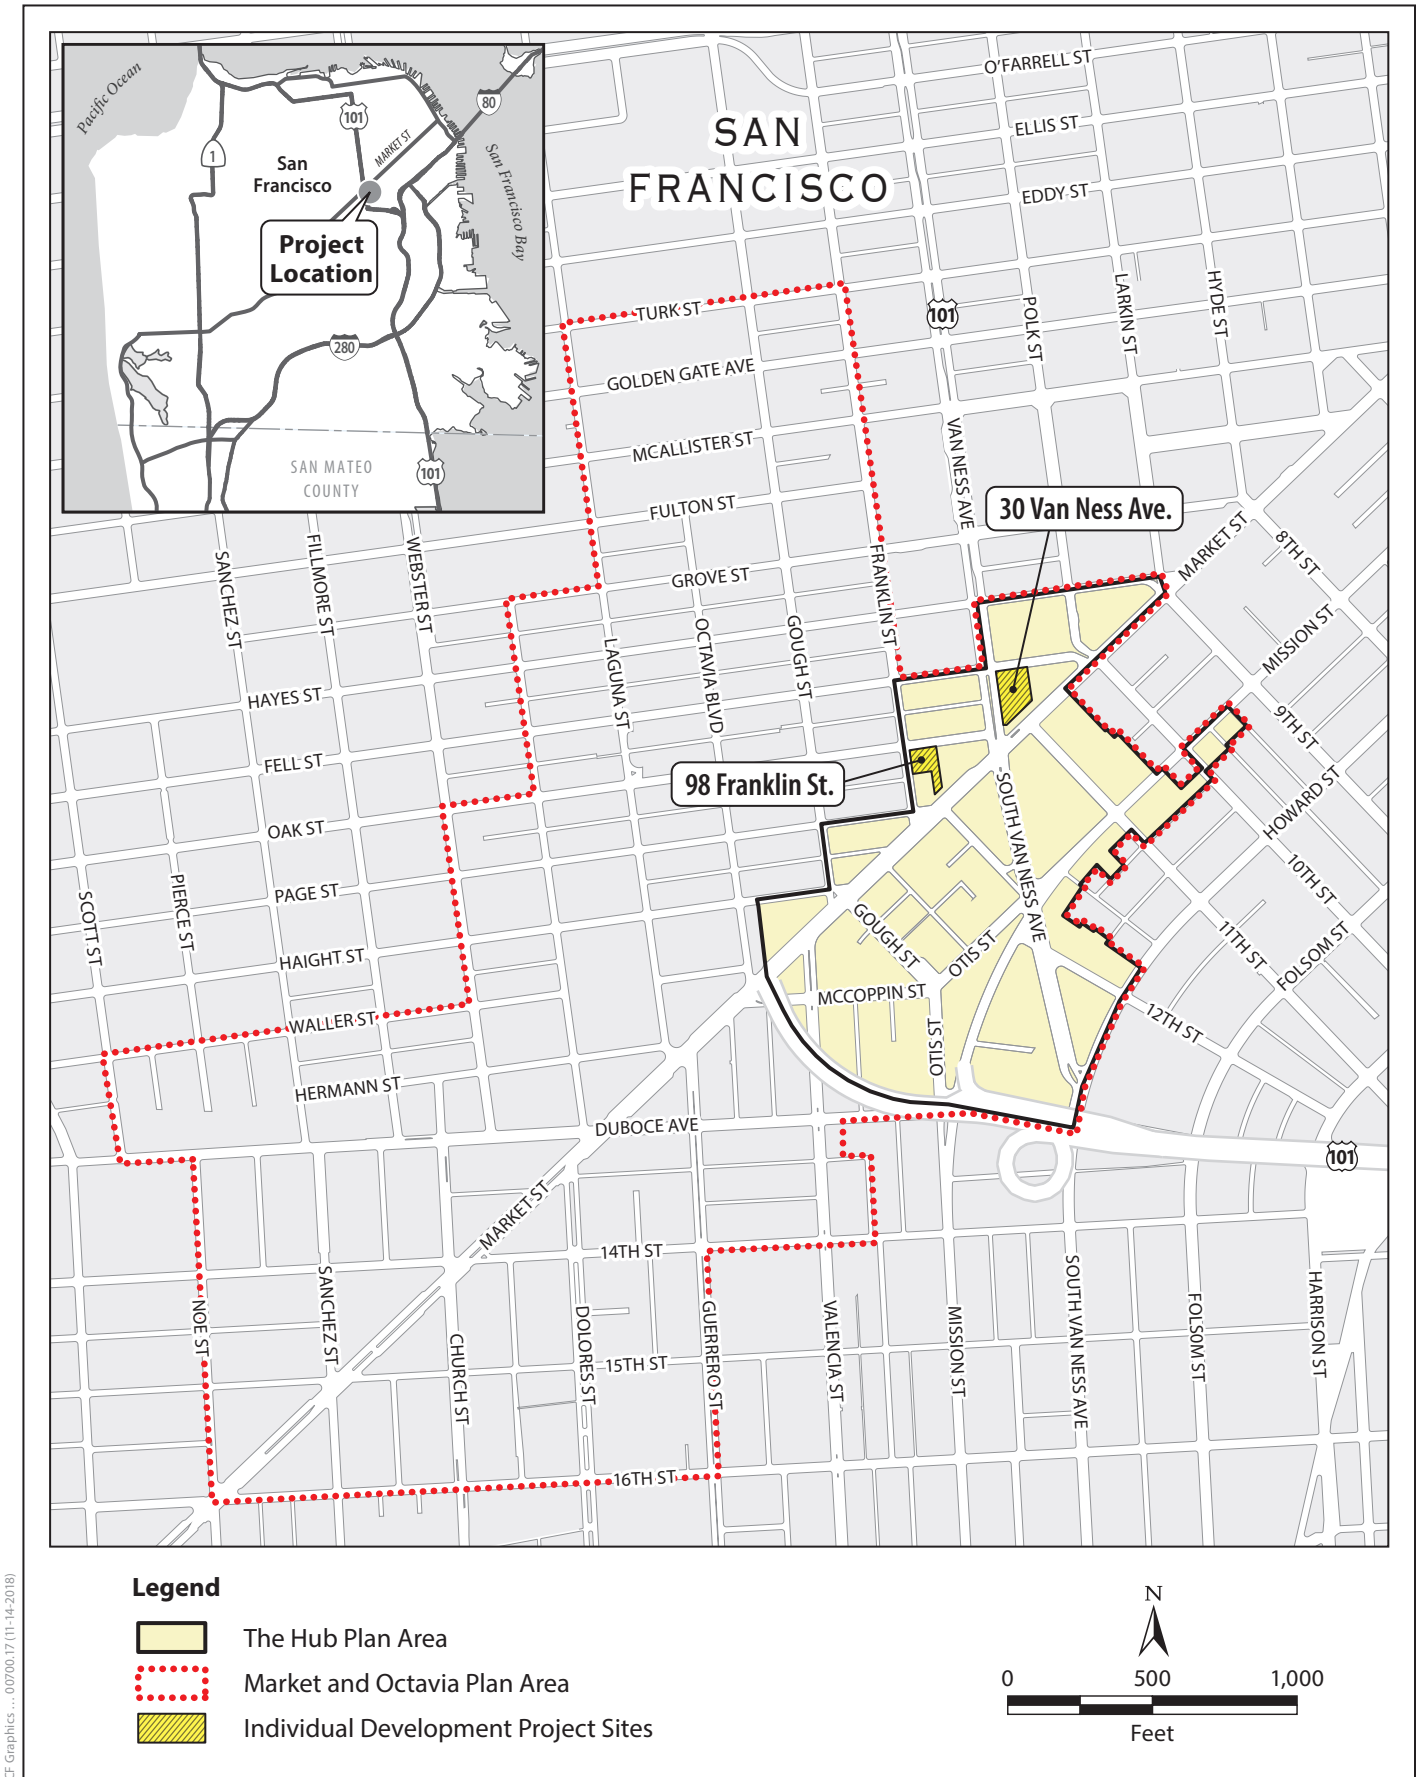 Pacific Ocean
1
101
80
MARKET ST
San Francisco Bay
San
Francisco
Project
Location
280
SAN MATEO
COUNTY
101
SAN
FRANCISCO
O'FARRELL ST
ELLIS ST
EDDY ST
TURK ST
101
POLK ST
LARKIN ST
HYDE ST
GOLDEN GATE AVE
MCALLISTER ST
VAN NESS AVE
FULTON ST
30 Van Ness Ave.
SANCHEZ ST
FILLMORE ST
WEBSTER ST
GROVE ST
FRANKLIN ST
MARKET ST
8TH ST
LAGUNA ST
OCTAVIA BLVD
GOUGH ST
MISSION ST
HAYES ST
9TH ST
FELL ST
98 Franklin St.
SOUTH VAN NESS AVE
HOWARD ST
OAK ST
PAGE ST
10TH ST
SCOTT ST
PIERCE ST
GOUGH ST
OTIS ST
11TH ST
FOLSOM ST
HAIGHT ST
MCCOPPIN ST
WALLER ST
OTIS ST
12TH ST
HERMANN ST
DUBOCE AVE
101
MARKET ST
14TH ST
NOE ST
SANCHEZ ST
CHURCH ST
DOLORES ST
15TH ST
GUERRERO ST
VALENCIA ST
MISSION ST
SOUTH VAN NESS AVE
FOLSOM ST
HARRISON ST
16TH ST
Legend
The Hub Plan Area
Market and Octavia Plan Area
Individual Development Project Sites
N
0 500 1,000
Feet
CF Graphics … 00700.17 (11-14-2018)